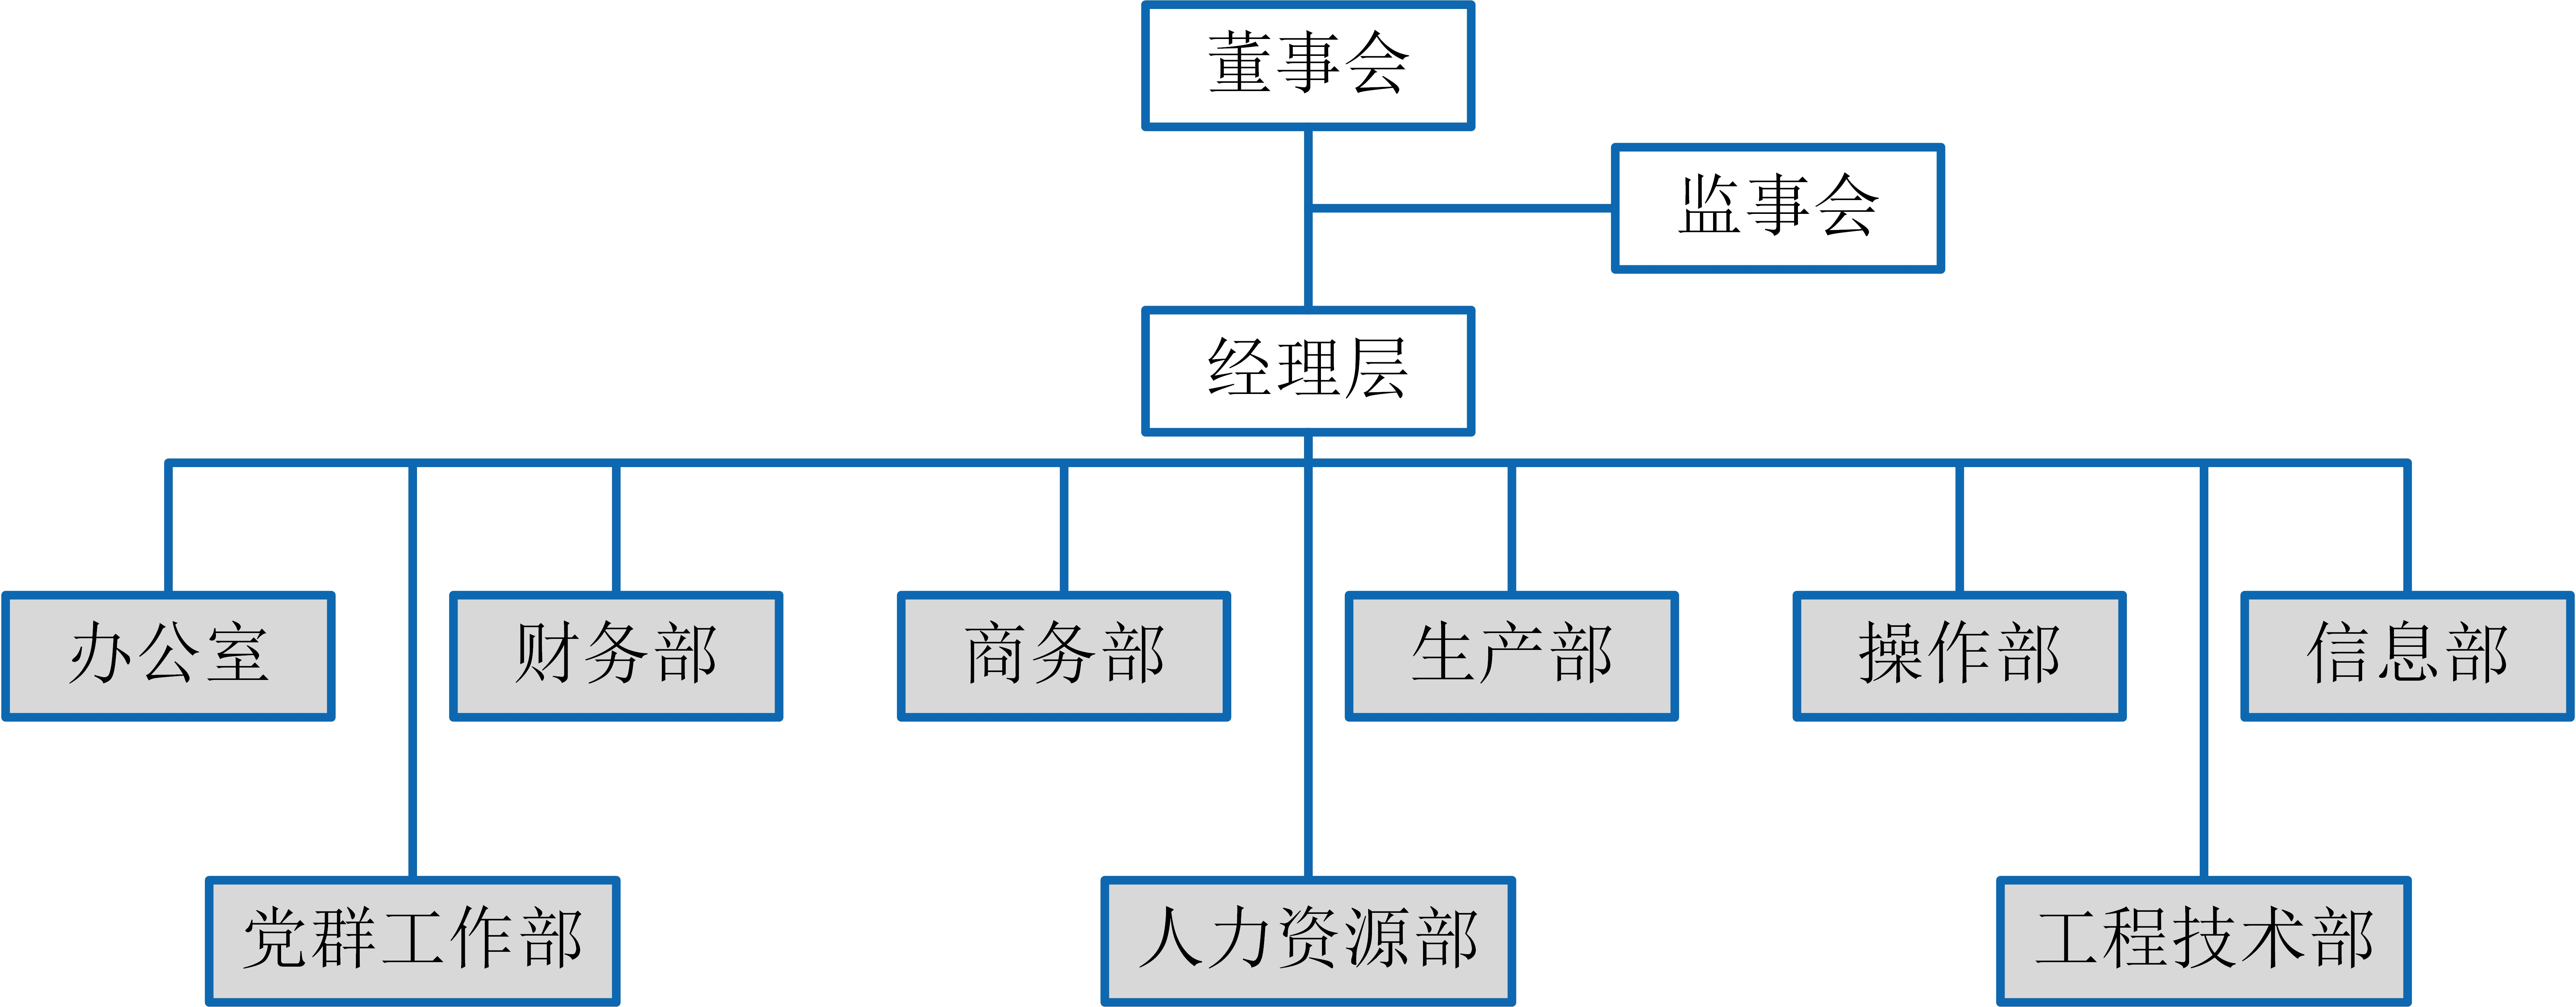 董事会
监事会
经理层
办公室
财务部
商务部
生产部
操作部
信息部
党群工作部
人力资源部
工程技术部